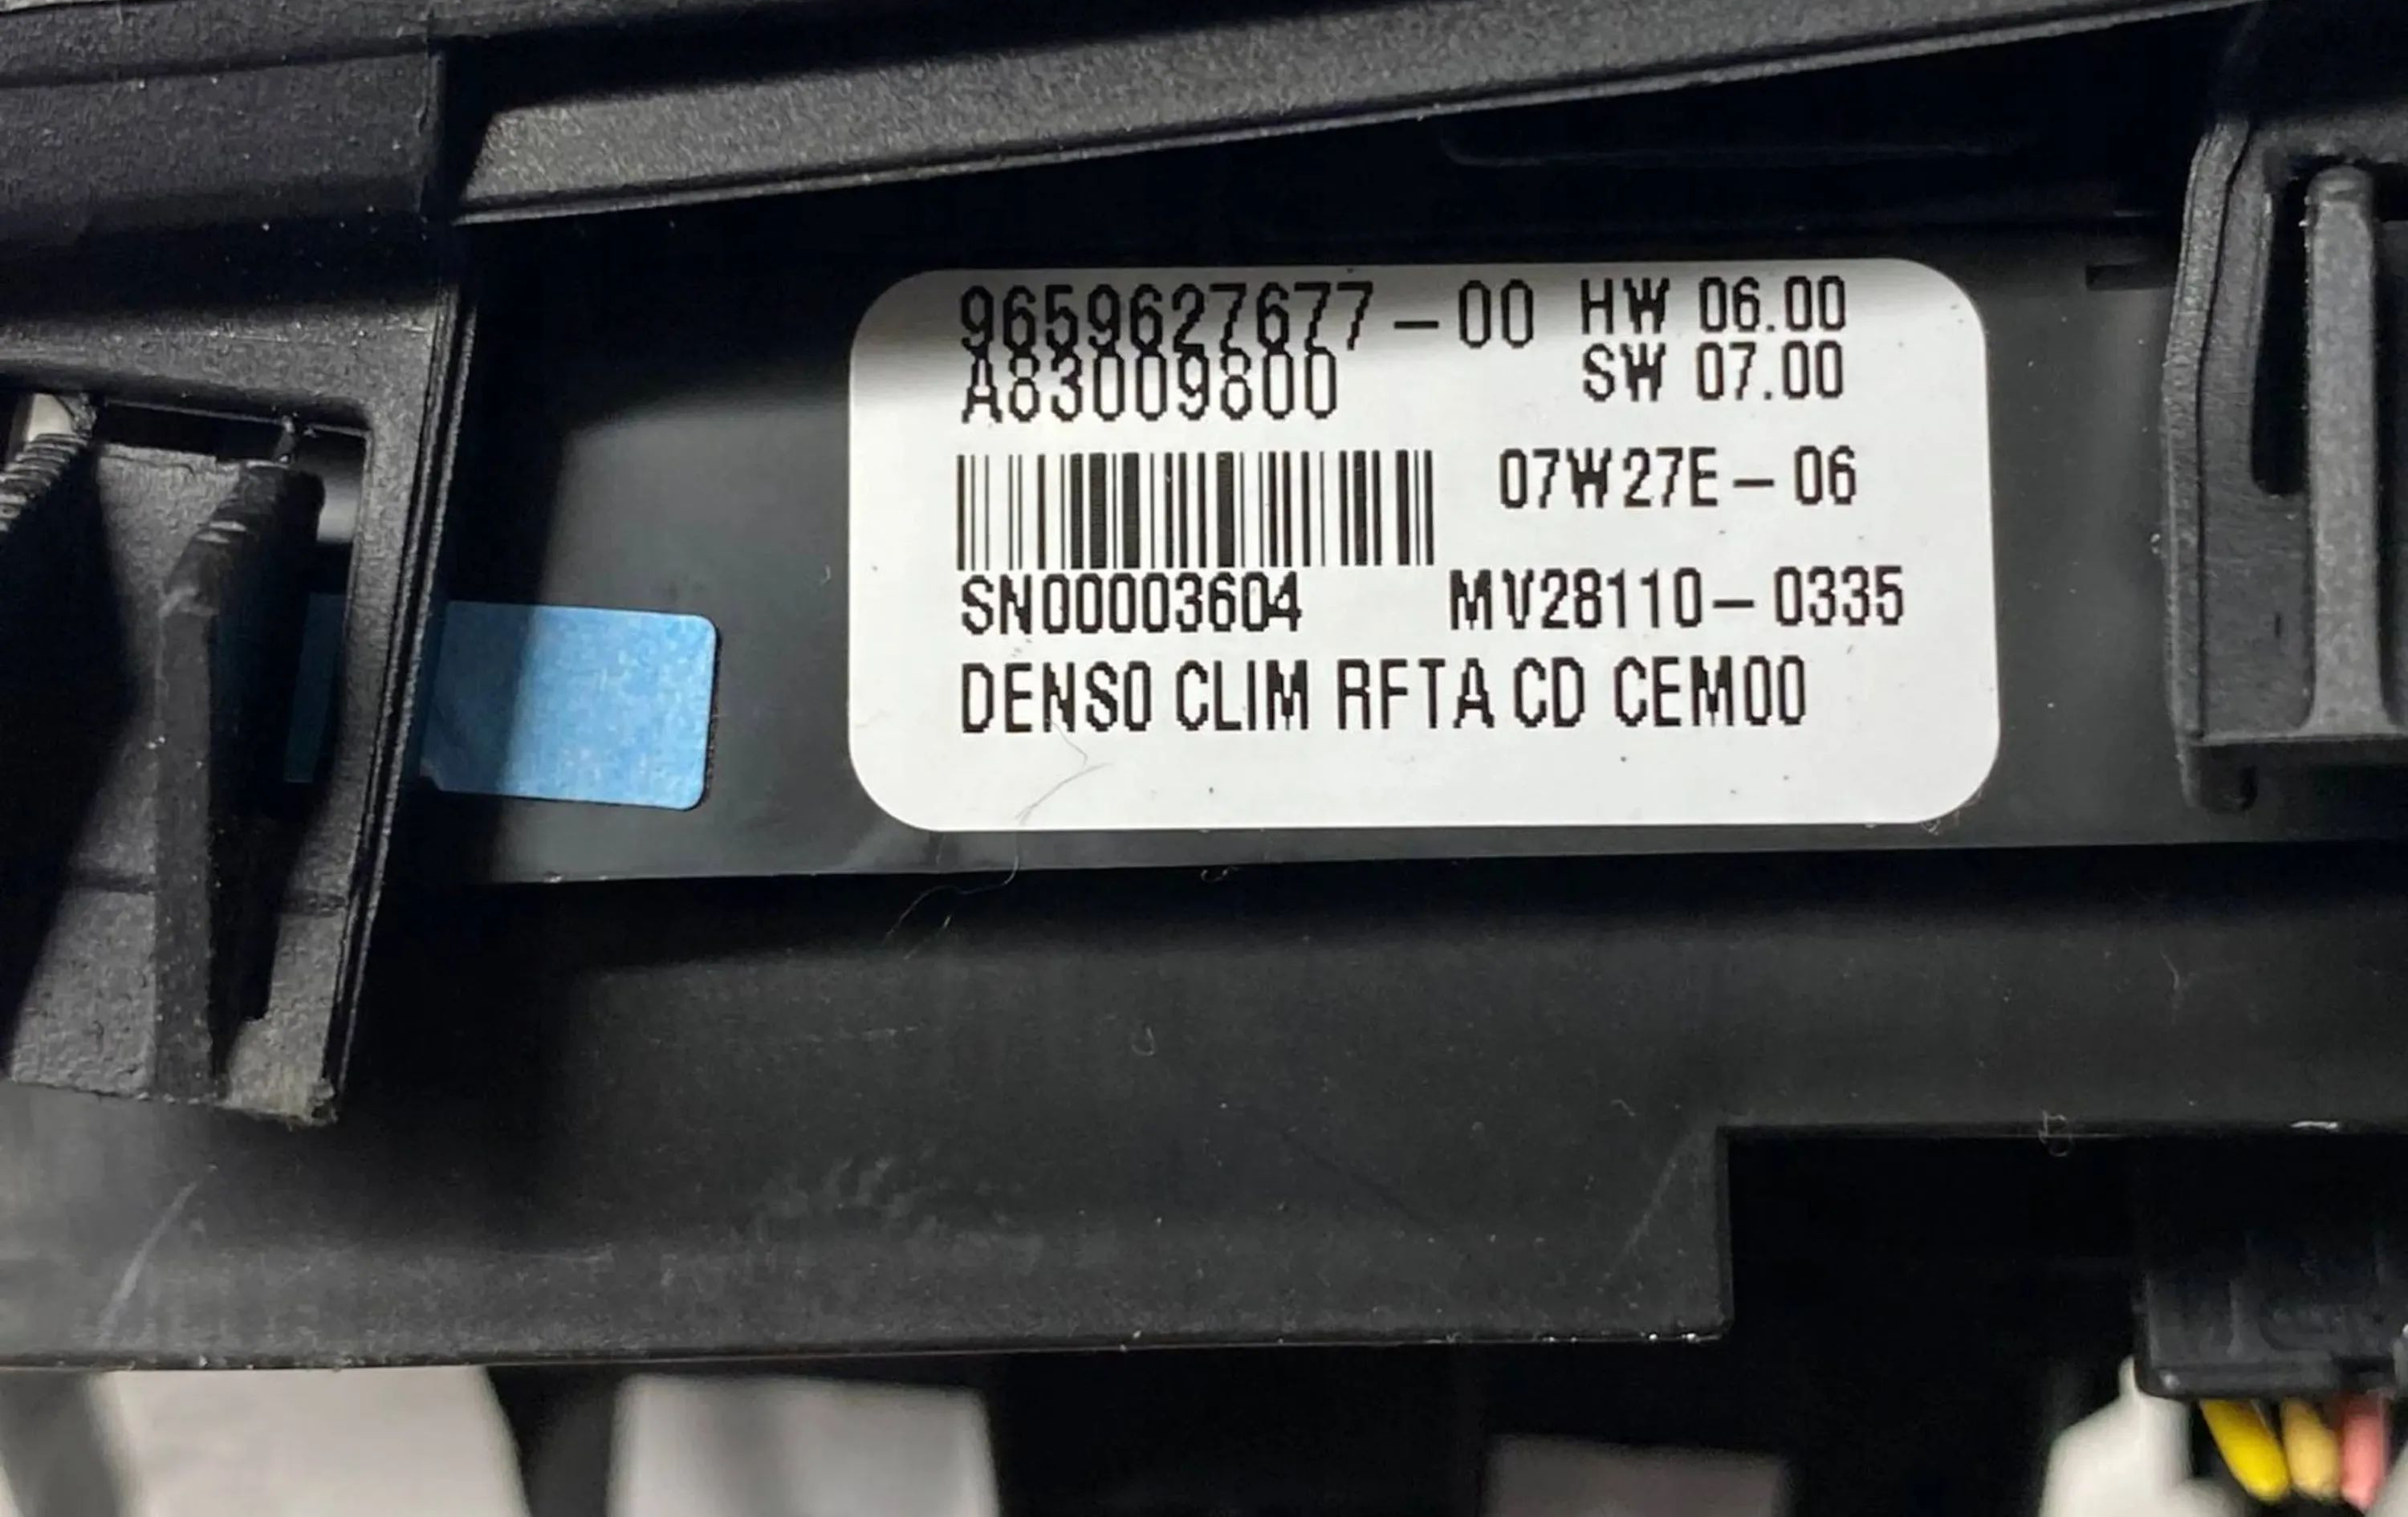 9659627677-00 HW 06.00
A83009800 SW 07.00
07W27E-06
SN00003604 MV28110-0335
DENSO CLIM RFTA CD CEM00